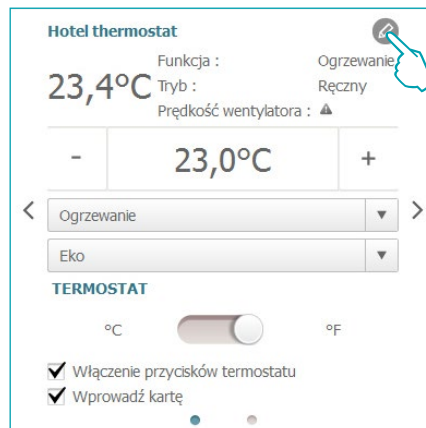 Hotel thermostat
23,4°C
Funkcja : Ogrzewanie
Tryb : Ręczny
Prędkość wentylatora :
- 23,0°C +
Ogrzewanie
Eko
TERMOSTAT
°C °F
Włączenie przycisków termostatu
Wprowadź kartę